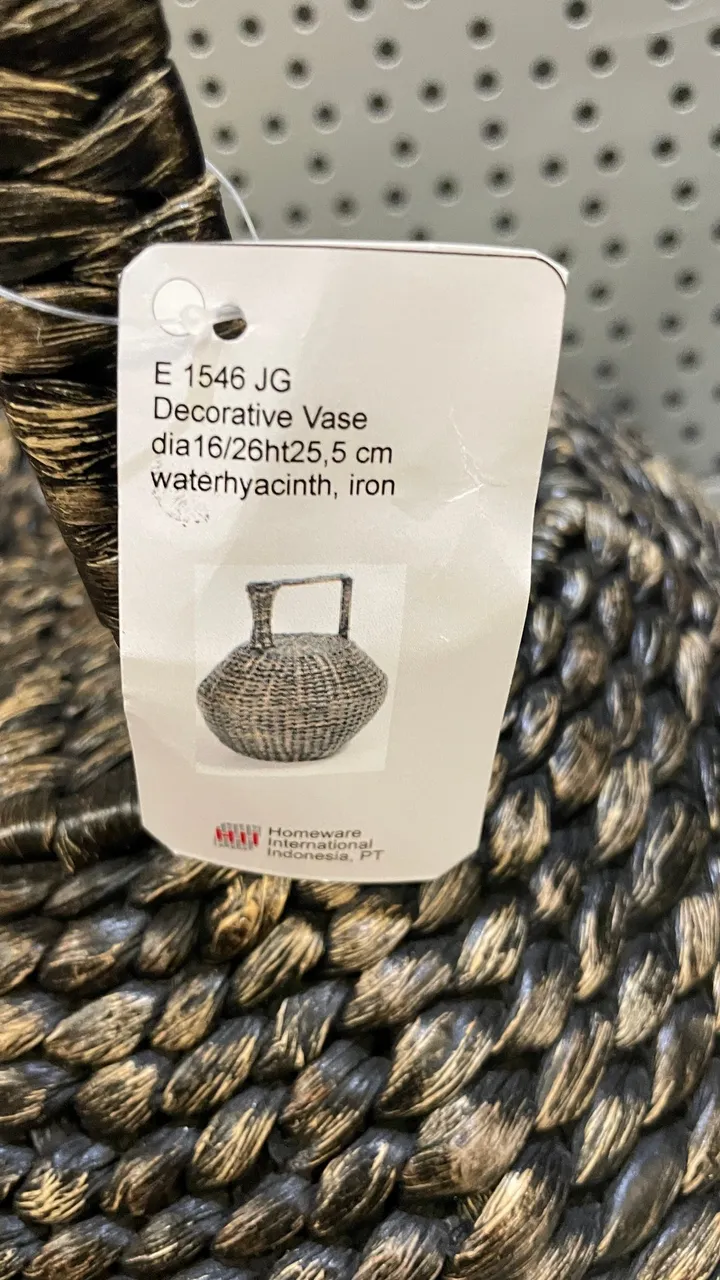 E 1546 JG
Decorative Vase
dia16/26ht25,5 cm
waterhyacinth, iron
HII Homeware
International
Indonesia, PT